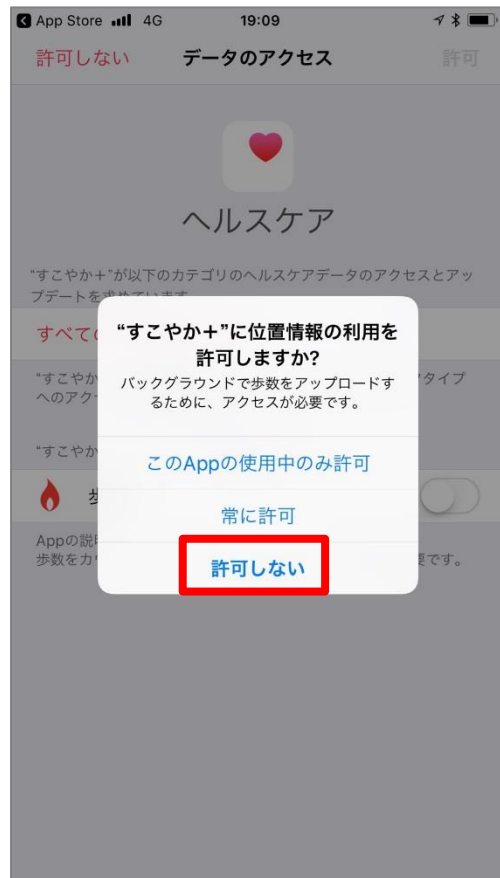 App Store 4G 19:09
許可しない データのアクセス 許可
ヘルスケア
“すこやか+”が以下のカテゴリのヘルスケアデータのアクセスとアッ
プデートを求めています
すべての
“すこやか+”に位置情報の利用を
許可しますか?
バックグラウンドで歩数をアップロードす
るために、アクセスが必要です。
“すこやか タイプ
へのアク
“すこやか
このAppの使用中のみ許可
常に許可
Appの説
歩数をカウ 要です。
許可しない